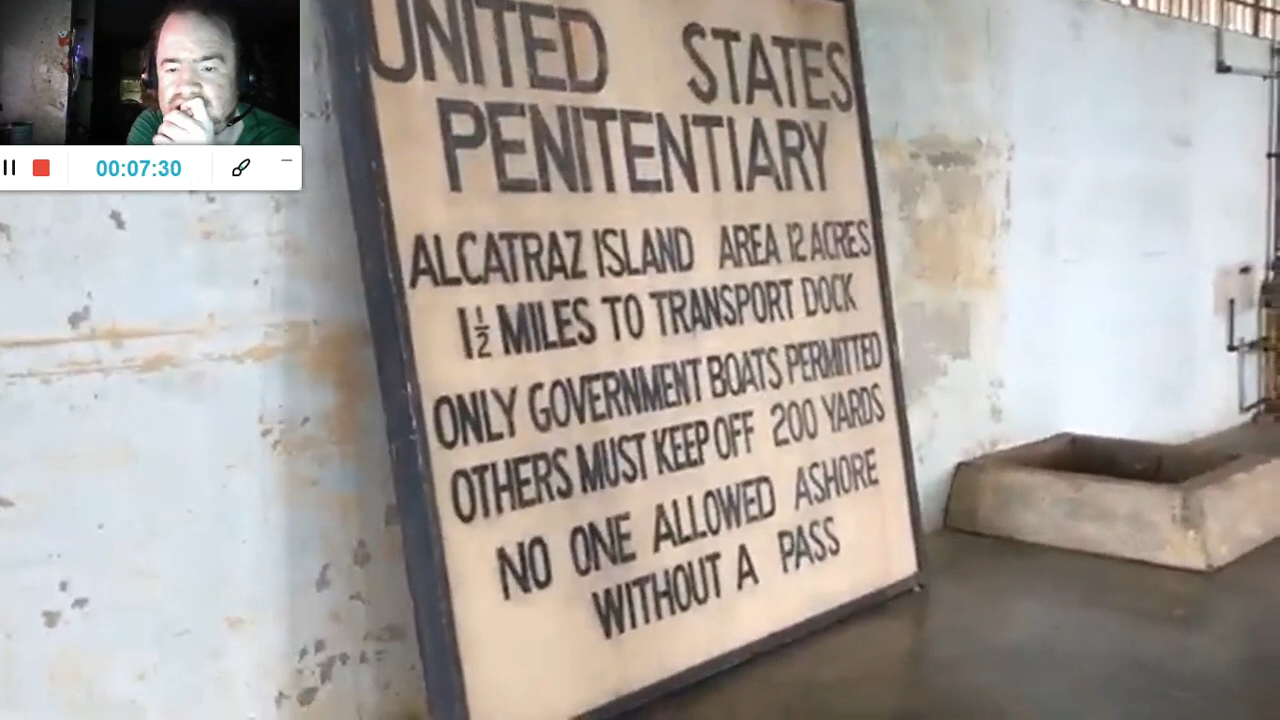 00:07:30
UNITED STATES
PENITENTIARY
ALCATRAZ ISLAND AREA 12 ACRES
1½ MILES TO TRANSPORT DOCK
ONLY GOVERNMENT BOATS PERMITTED
OTHERS MUST KEEP OFF 200 YARDS
NO ONE ALLOWED ASHORE
WITHOUT A PASS